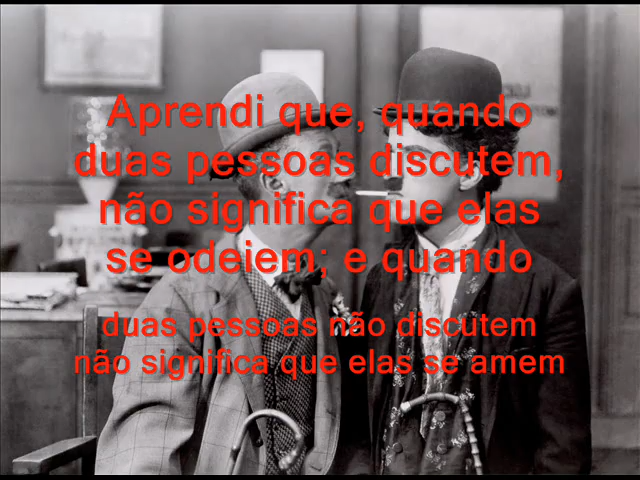 Aprendi que, quando
duas pessoas discutem,
não significa que elas
se odeiem; e quando
duas pessoas não discutem
não significa que elas se amem